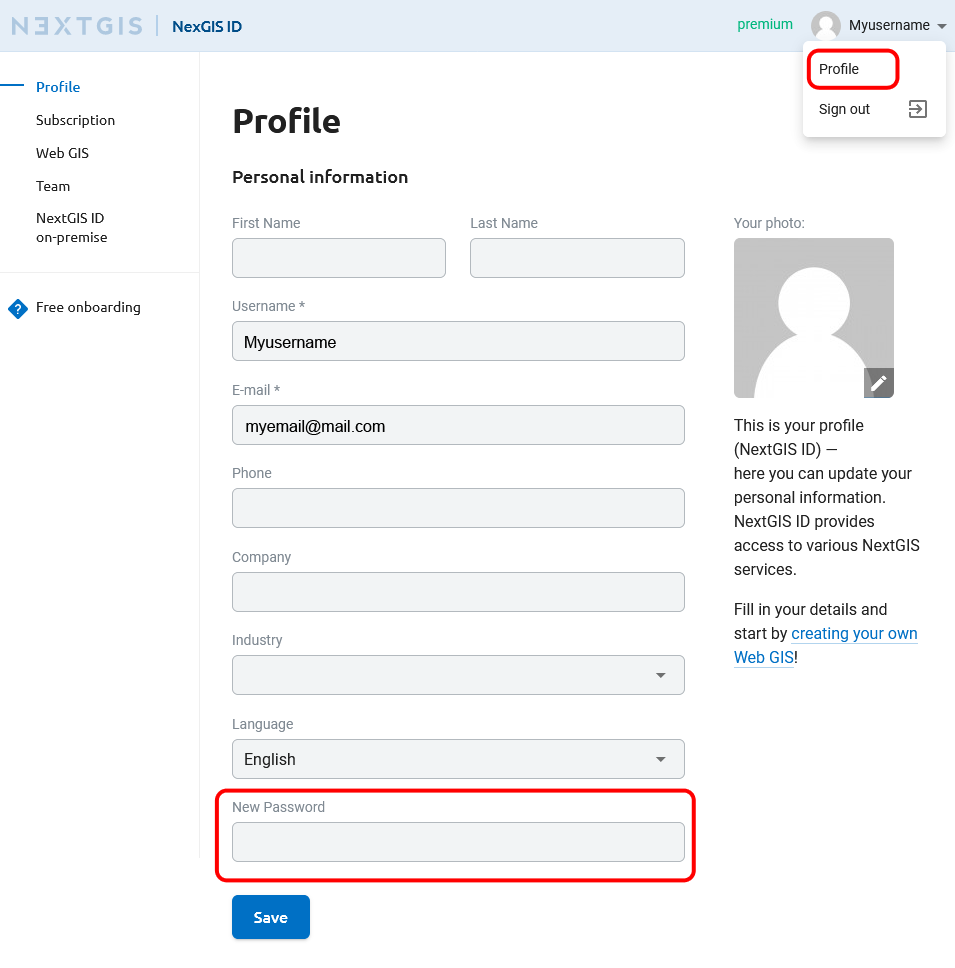 NEXTGIS NexGIS ID
premium
Myusername
Profile
Sign out
Profile
Subscription
Web GIS
Team
NextGIS ID
on-premise
? Free onboarding
Profile
Personal information
First Name
Last Name
Username *
Myusername
E-mail *
myemail@mail.com
Phone
Company
Industry
Language
English
New Password
Save
Your photo:
This is your profile
(NextGIS ID) —
here you can update your
personal information.
NextGIS ID provides
access to various NextGIS
services.
Fill in your details and
start by creating your own
Web GIS!